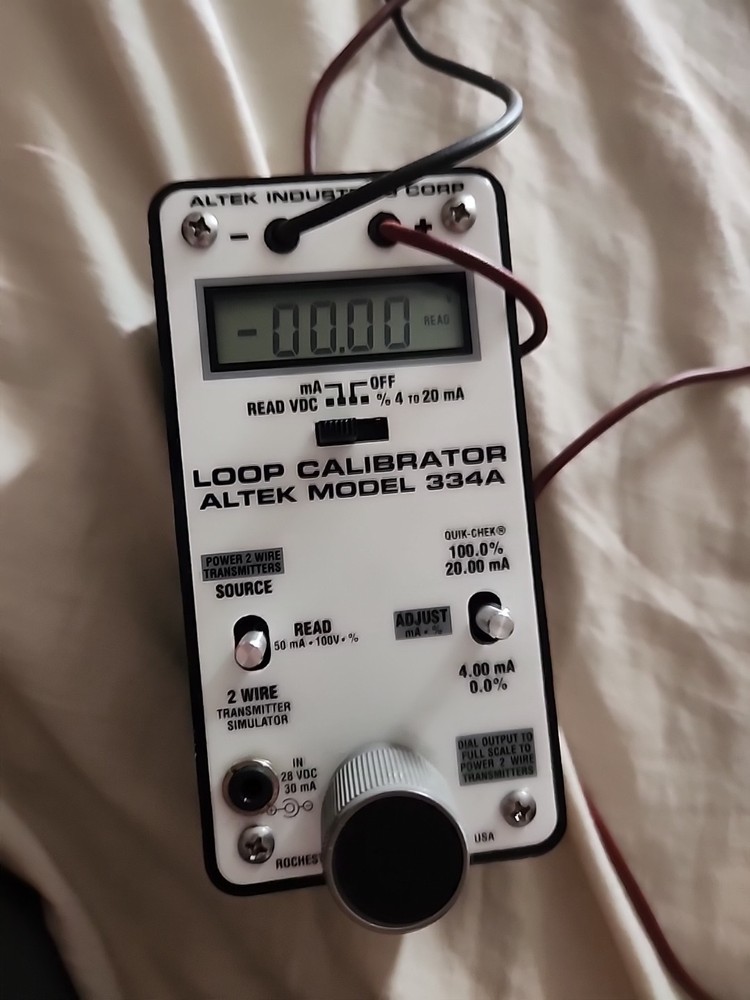 ALTEK INDUSTRIES CORP
- +
-00.00 READ
mA OFF
READ VDC % 4 TO 20 mA
LOOP CALIBRATOR
ALTEK MODEL 334A
POWER 2 WIRE
TRANSMITTERS
SOURCE
READ
50 mA • 100V • %
2 WIRE
TRANSMITTER
SIMULATOR
QUIK-CHEK®
100.0%
20.00 mA
ADJUST
mA • %
4.00 mA
0.0%
IN
28 VDC
30 mA
DIAL OUTPUT TO
FULL SCALE TO
POWER 2 WIRE
TRANSMITTERS
ROCHES
USA